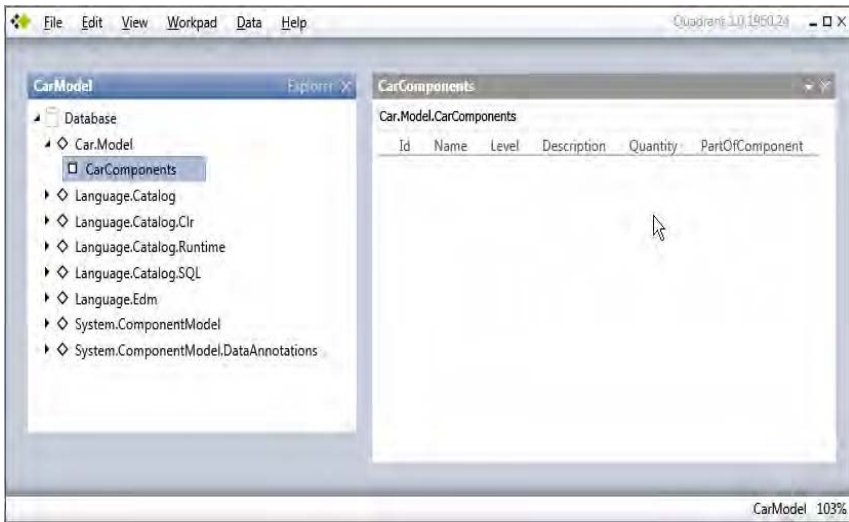 File Edit View Workpad Data Help Quadrant 1.0.1950.24
CarModel Explorer
Database
Car.Model
CarComponents
Language.Catalog
Language.Catalog.Clr
Language.Catalog.Runtime
Language.Catalog.SQL
Language.Edm
System.ComponentModel
System.ComponentModel.DataAnnotations
CarComponents
Car.Model.CarComponents
Id Name Level Description Quantity PartOfComponent
CarModel 103%